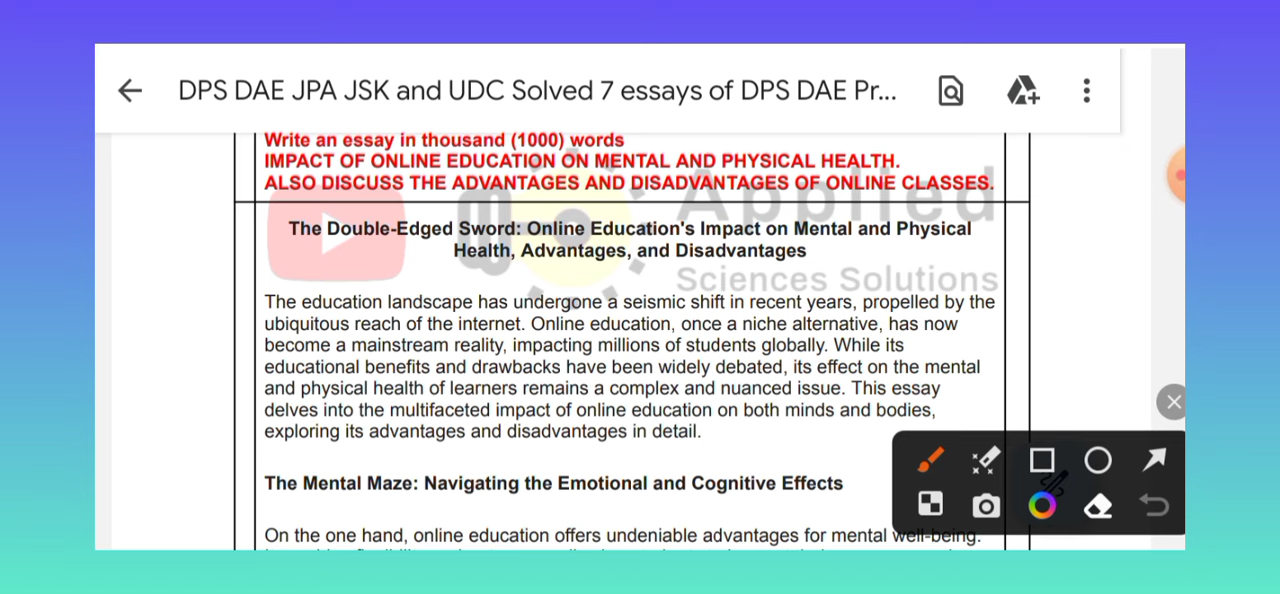 DPS DAE JPA JSK and UDC Solved 7 essays of DPS DAE Pr...
Write an essay in thousand (1000) words
IMPACT OF ONLINE EDUCATION ON MENTAL AND PHYSICAL HEALTH.
ALSO DISCUSS THE ADVANTAGES AND DISADVANTAGES OF ONLINE CLASSES.
Applied
Sciences Solutions
The Double-Edged Sword: Online Education's Impact on Mental and Physical
Health, Advantages, and Disadvantages
The education landscape has undergone a seismic shift in recent years, propelled by the
ubiquitous reach of the internet. Online education, once a niche alternative, has now
become a mainstream reality, impacting millions of students globally. While its
educational benefits and drawbacks have been widely debated, its effect on the mental
and physical health of learners remains a complex and nuanced issue. This essay
delves into the multifaceted impact of online education on both minds and bodies,
exploring its advantages and disadvantages in detail.
The Mental Maze: Navigating the Emotional and Cognitive Effects
On the one hand, online education offers undeniable advantages for mental well-being.